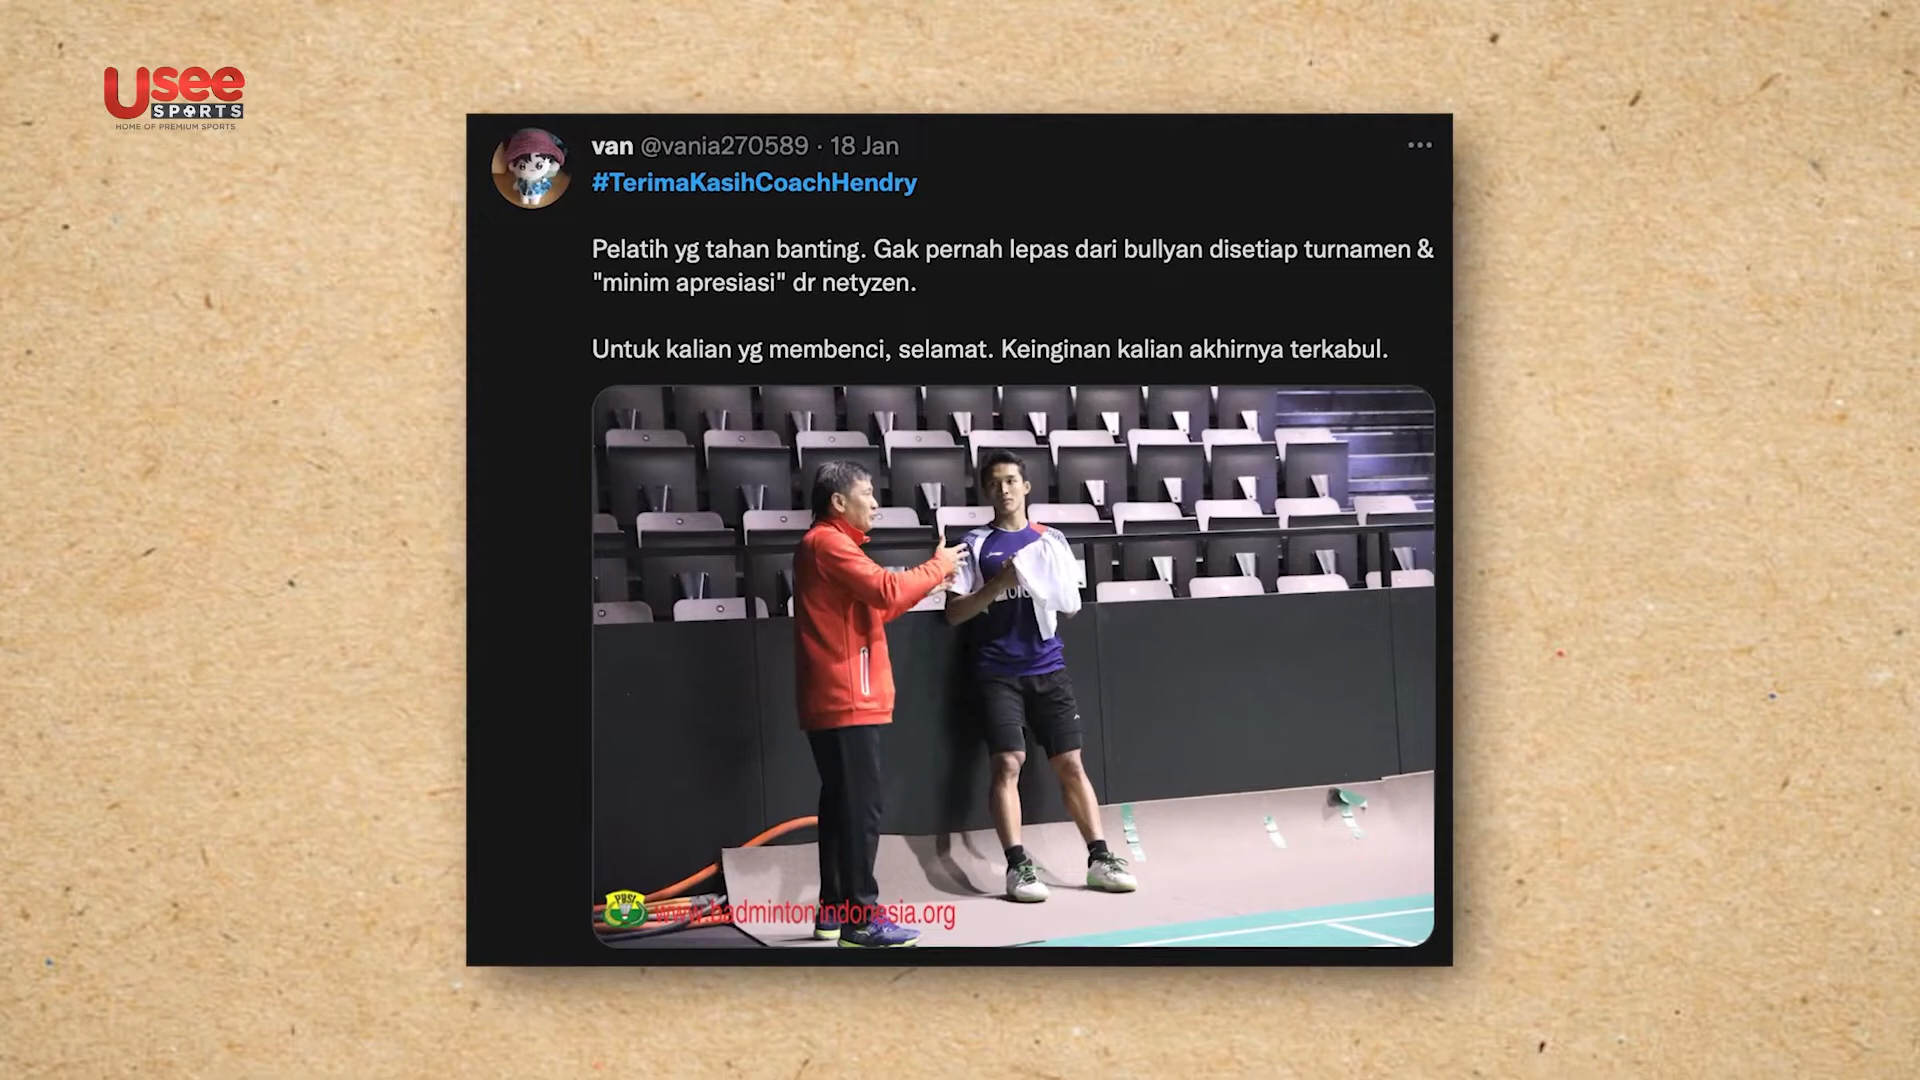 Usee
SPORTS
HOME OF PREMIUM SPORTS
van @vania270589 · 18 Jan
#TerimaKasihCoachHendry
Pelatih yg tahan banting. Gak pernah lepas dari bullyan disetiap turnamen &
"minim apresiasi" dr netyzen.
Untuk kalian yg membenci, selamat. Keinginan kalian akhirnya terkabul.
PBSI
www.badmintonindonesia.org